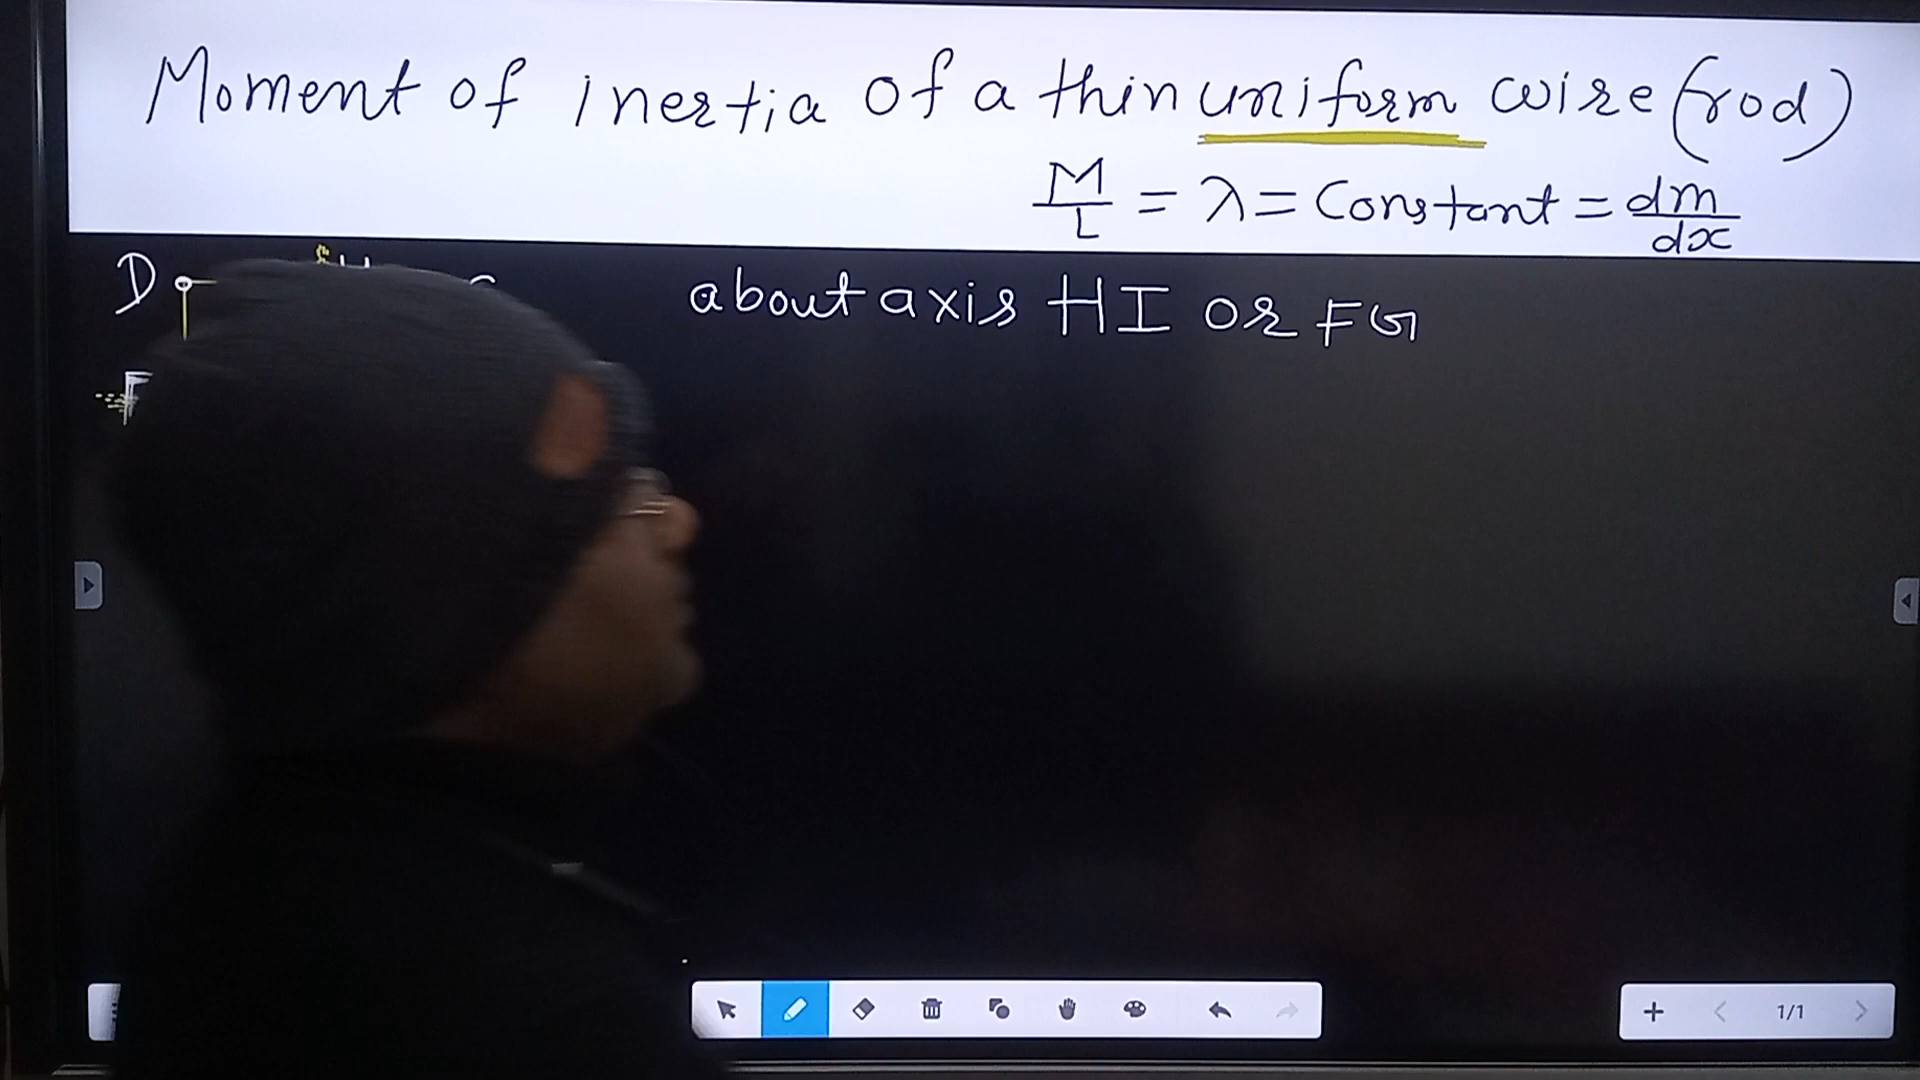 Moment of inertia of a thin uniform wire (rod)
M/L = λ = Constant = dm/dx
D
about axis HI or FG
F
1/1